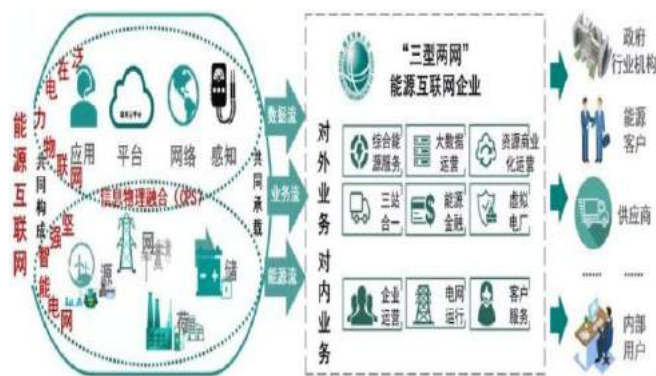 能源互联网
泛在电力物联网
应用
平台
网络
感知
共同构成
共同承载
信息物理融合（CPS）
坚强智能电网
源
网
荷
储
数据流
业务流
能源流
“三型两网”
能源互联网企业
对外业务
综合能
源服务
大数据
运营
资源商业
化运营
三站
合一
能源
金融
虚拟
电厂
对内业务
企业
运营
电网
运行
客户
服务
政府
行业机构
能源
客户
供应商
……
……
内部
用户